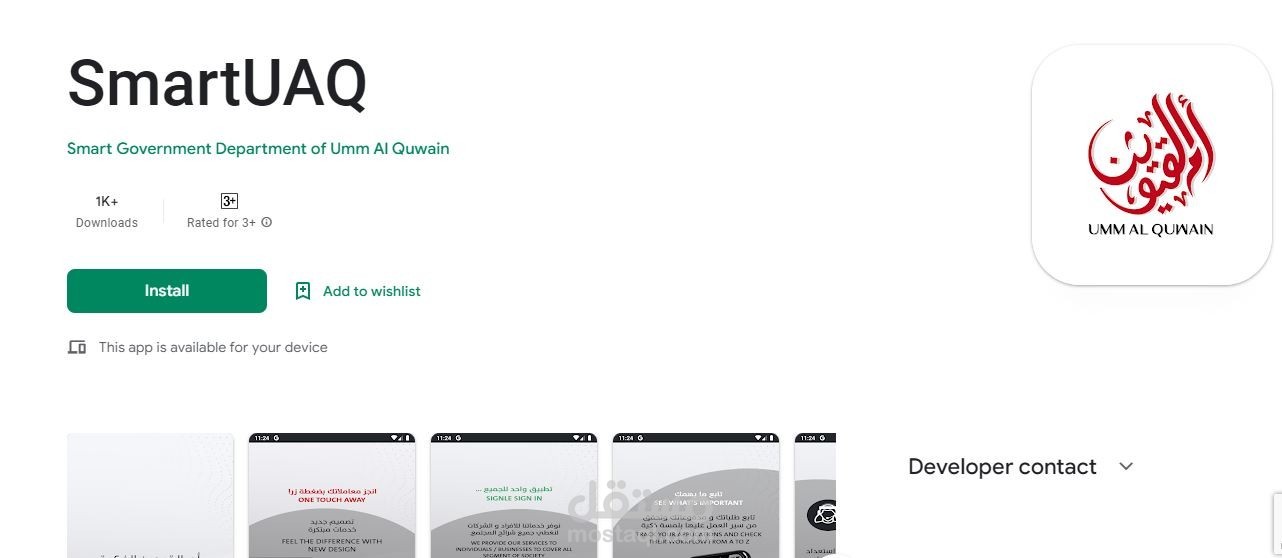 SmartUAQ
Smart Government Department of Umm Al Quwain
1K+
Downloads
3+
Rated for 3+
Install
Add to wishlist
This app is available for your device
أم القيوين
UMM AL QUWAIN
Developer contact
11:24
انجز معاملاتك بضغطة زر!
ONE TOUCH AWAY
تصميم جديد
خدمات مبتكرة
FEEL THE DIFFERENCE WITH
NEW DESIGN
11:24
تطبيق واحد للجميع ...
SIGNLE SIGN IN
نوفر خدماتنا للأفراد و الشركات
لتغطي جميع شرائح المجتمع.
WE PROVIDE OUR SERVICES TO
INDIVIDUALS / BUSINESSES TO COVER ALL
SEGMENT OF SOCIETY
11:24
تابع ما يهمك
SEE WHAT'S IMPORTANT
تابع طلباتك و
من سير العمل عليها بلمسة ذكية
TRACK YOUR APPLICATIONS AND CHECK
THEIR WORKFLOW FROM A TO Z
11:24
مستقل